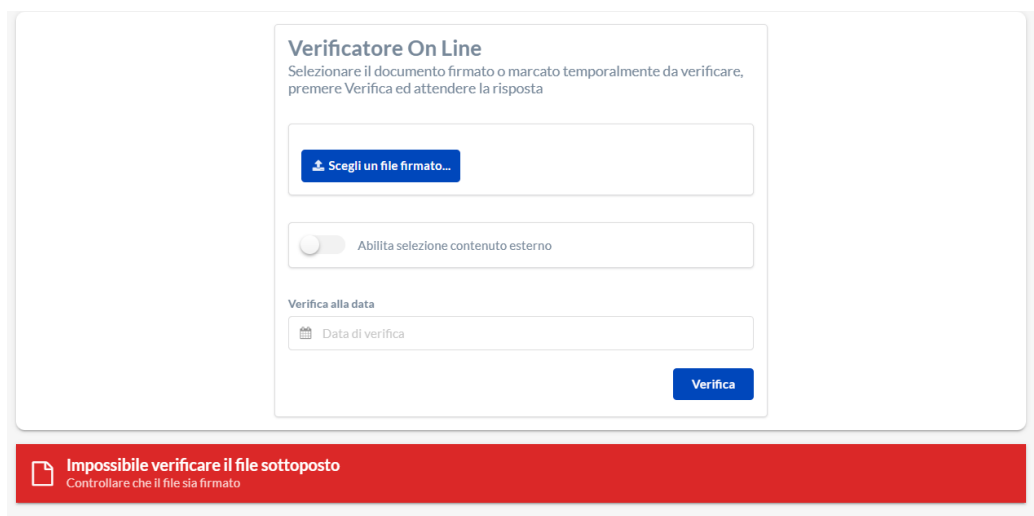 Verificatore On Line
Selezionare il documento firmato o marcato temporalmente da verificare,
premere Verifica ed attendere la risposta
Scegli un file firmato...
Abilita selezione contenuto esterno
Verifica alla data
Data di verifica
Verifica
Impossibile verificare il file sottoposto
Controllare che il file sia firmato